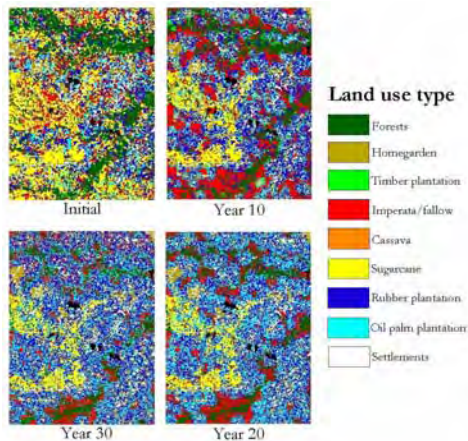 Initial
Year 10
Year 30
Year 20
Land use type
Forests
Homegarden
Timber plantation
Imperata/fallow
Cassava
Sugarcane
Rubber plantation
Oil palm plantation
Settlements